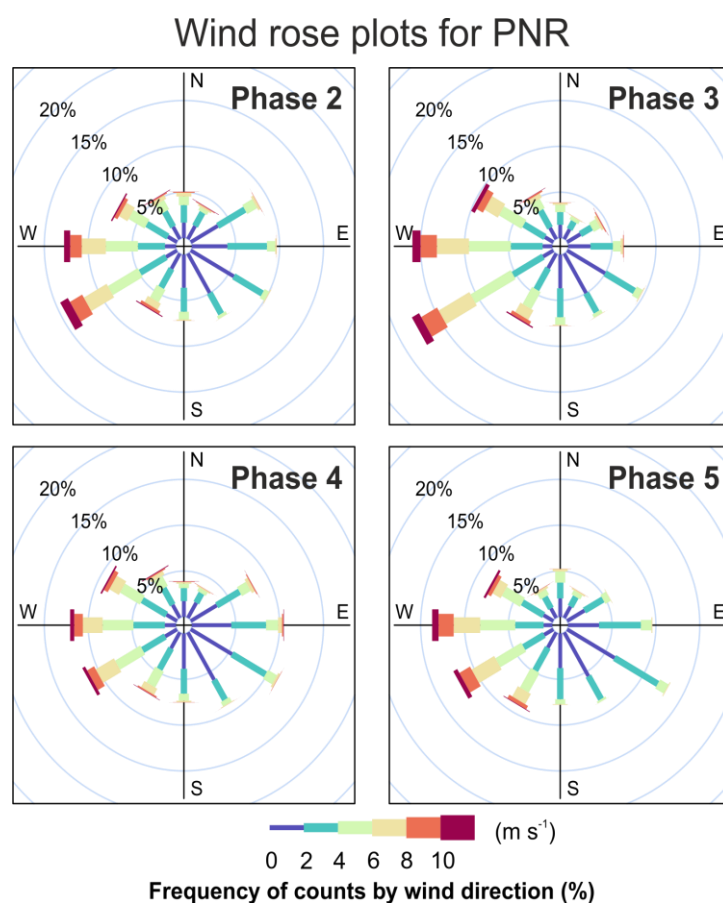 Wind rose plots for PNR
N
Phase 2
20%
15%
10%
5%
W
E
S
N
Phase 3
20%
15%
10%
5%
W
E
S
N
Phase 4
20%
15%
10%
5%
W
E
S
N
Phase 5
20%
15%
10%
5%
W
E
S
(m s⁻¹)
0 2 4 6 8 10
Frequency of counts by wind direction (%)